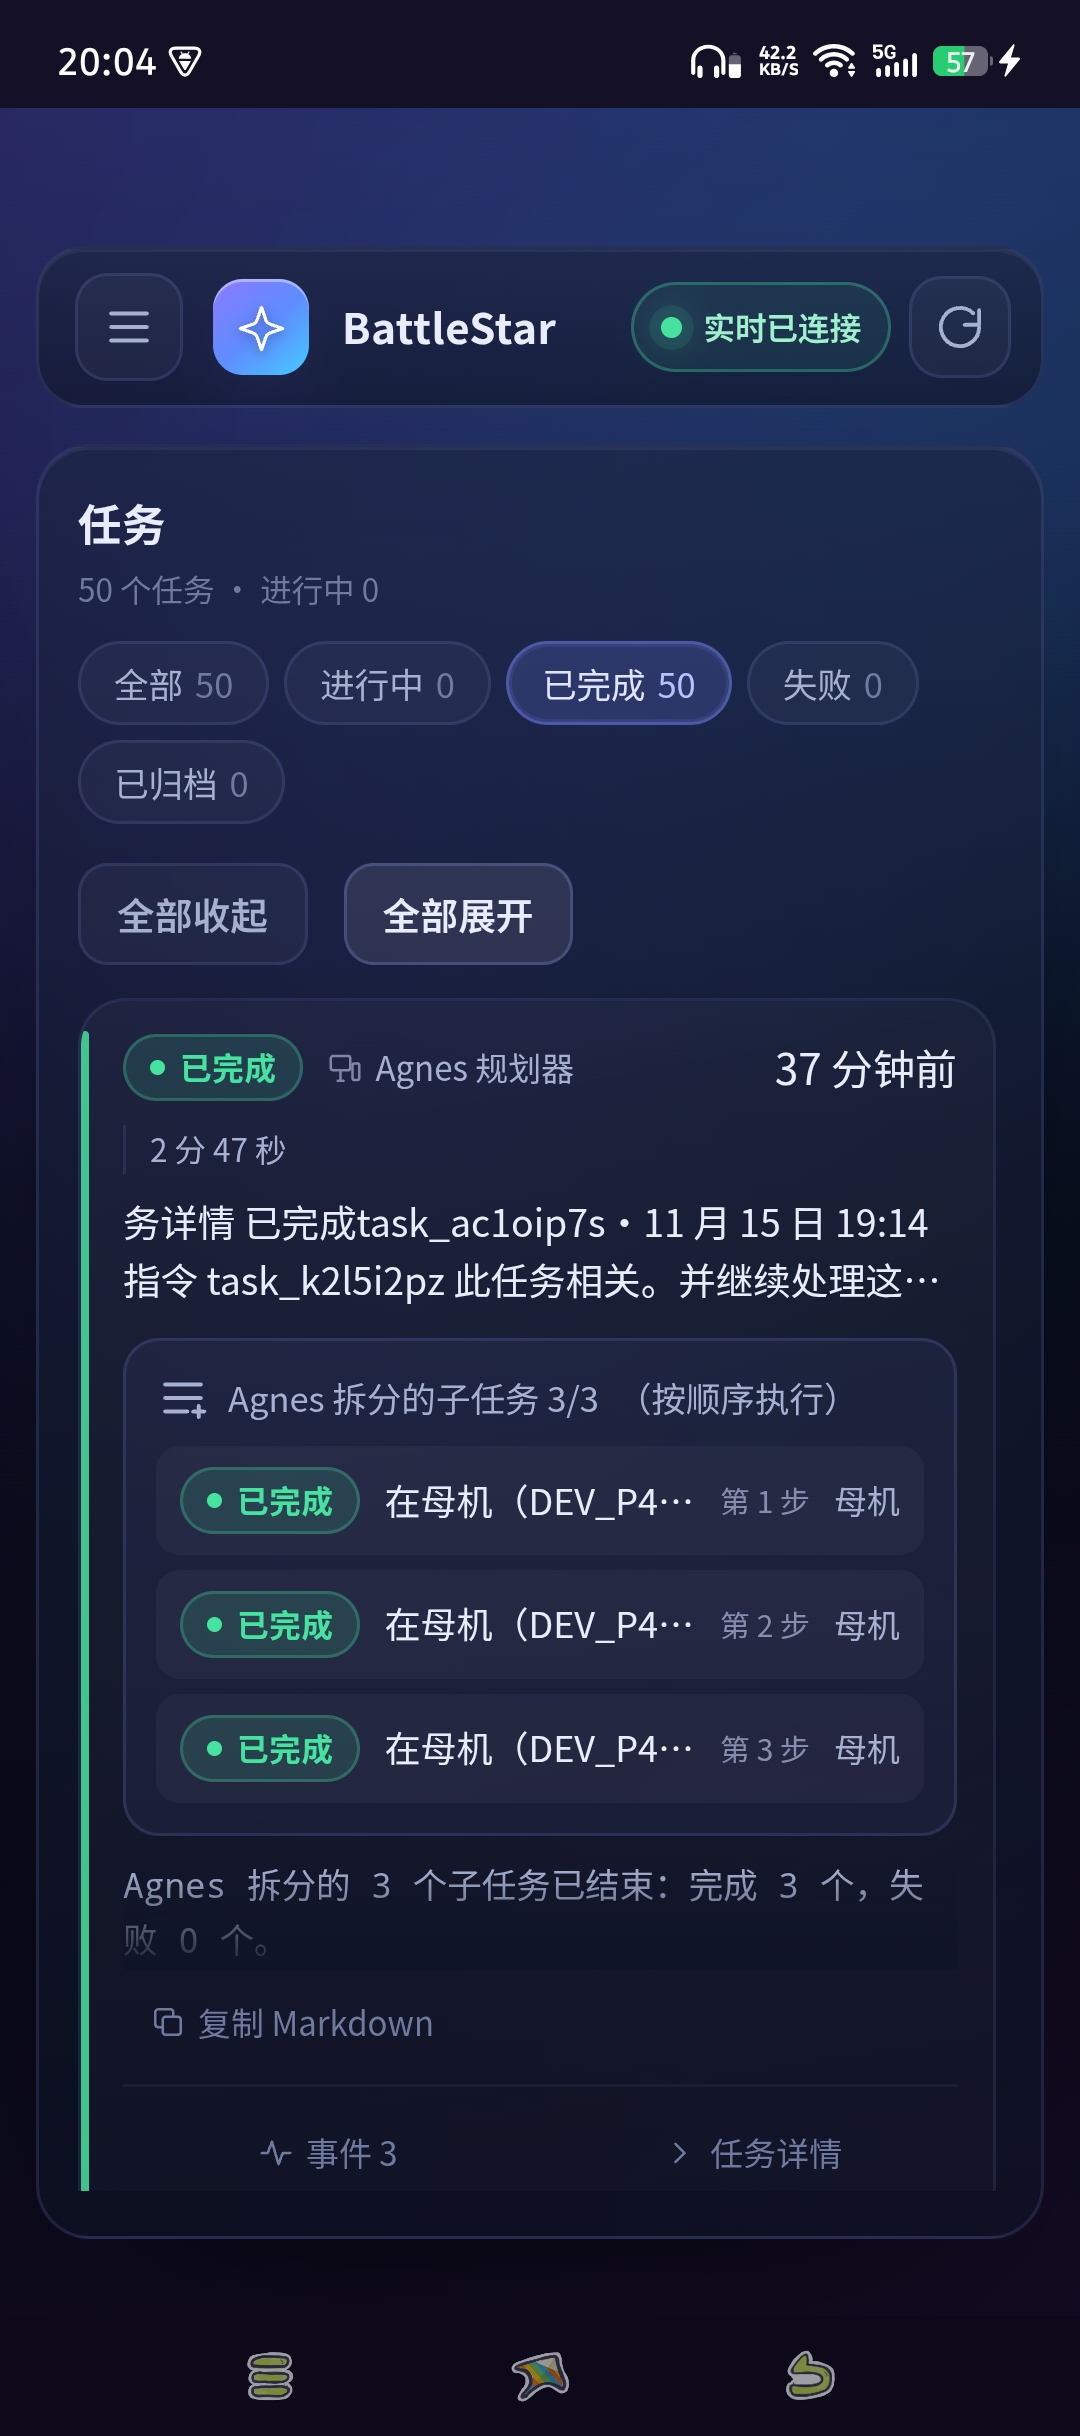 20:04
42.2
KB/S
5G
57
BattleStar
实时已连接
任务
50 个任务 · 进行中 0
全部 50
进行中 0
已完成 50
失败 0
已归档 0
全部收起
全部展开
已完成
Agnes 规划器
37 分钟前
2 分 47 秒
务详情 已完成task_ac1oip7s · 11 月 15 日 19:14
指令 task_k2l5i2pz 此任务相关。并继续处理这…
Agnes 拆分的子任务 3/3 （按顺序执行）
已完成 在母机（DEV_P4… 第 1 步 母机
已完成 在母机（DEV_P4… 第 2 步 母机
已完成 在母机（DEV_P4… 第 3 步 母机
Agnes 拆分的 3 个子任务已结束：完成 3 个，失
败 0 个。
复制 Markdown
事件 3
任务详情